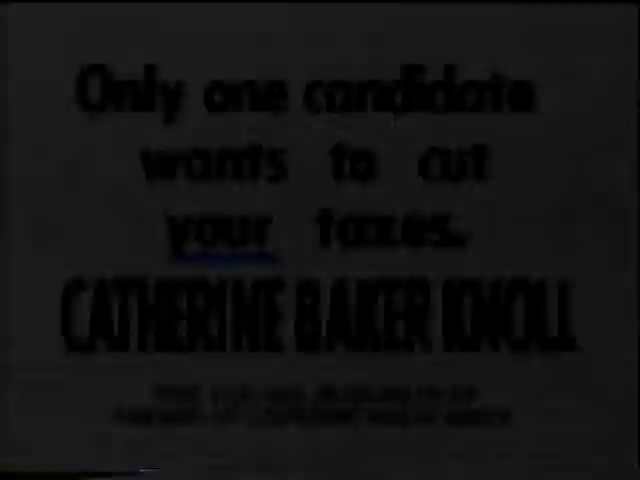 Only one candidate
wants to cut
your taxes.
CATHERINE BAKER KNOLL